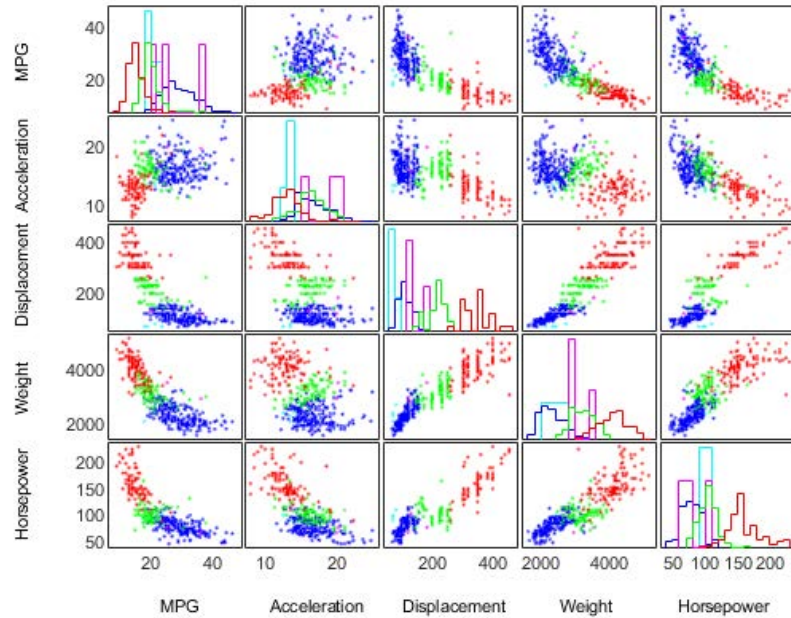 MPG
40
20
Acceleration
20
10
Displacement
400
200
Weight
4000
2000
Horsepower
200
150
100
50
20 40 10 20 200 400 2000 4000 50 100 150 200
MPG Acceleration Displacement Weight Horsepower